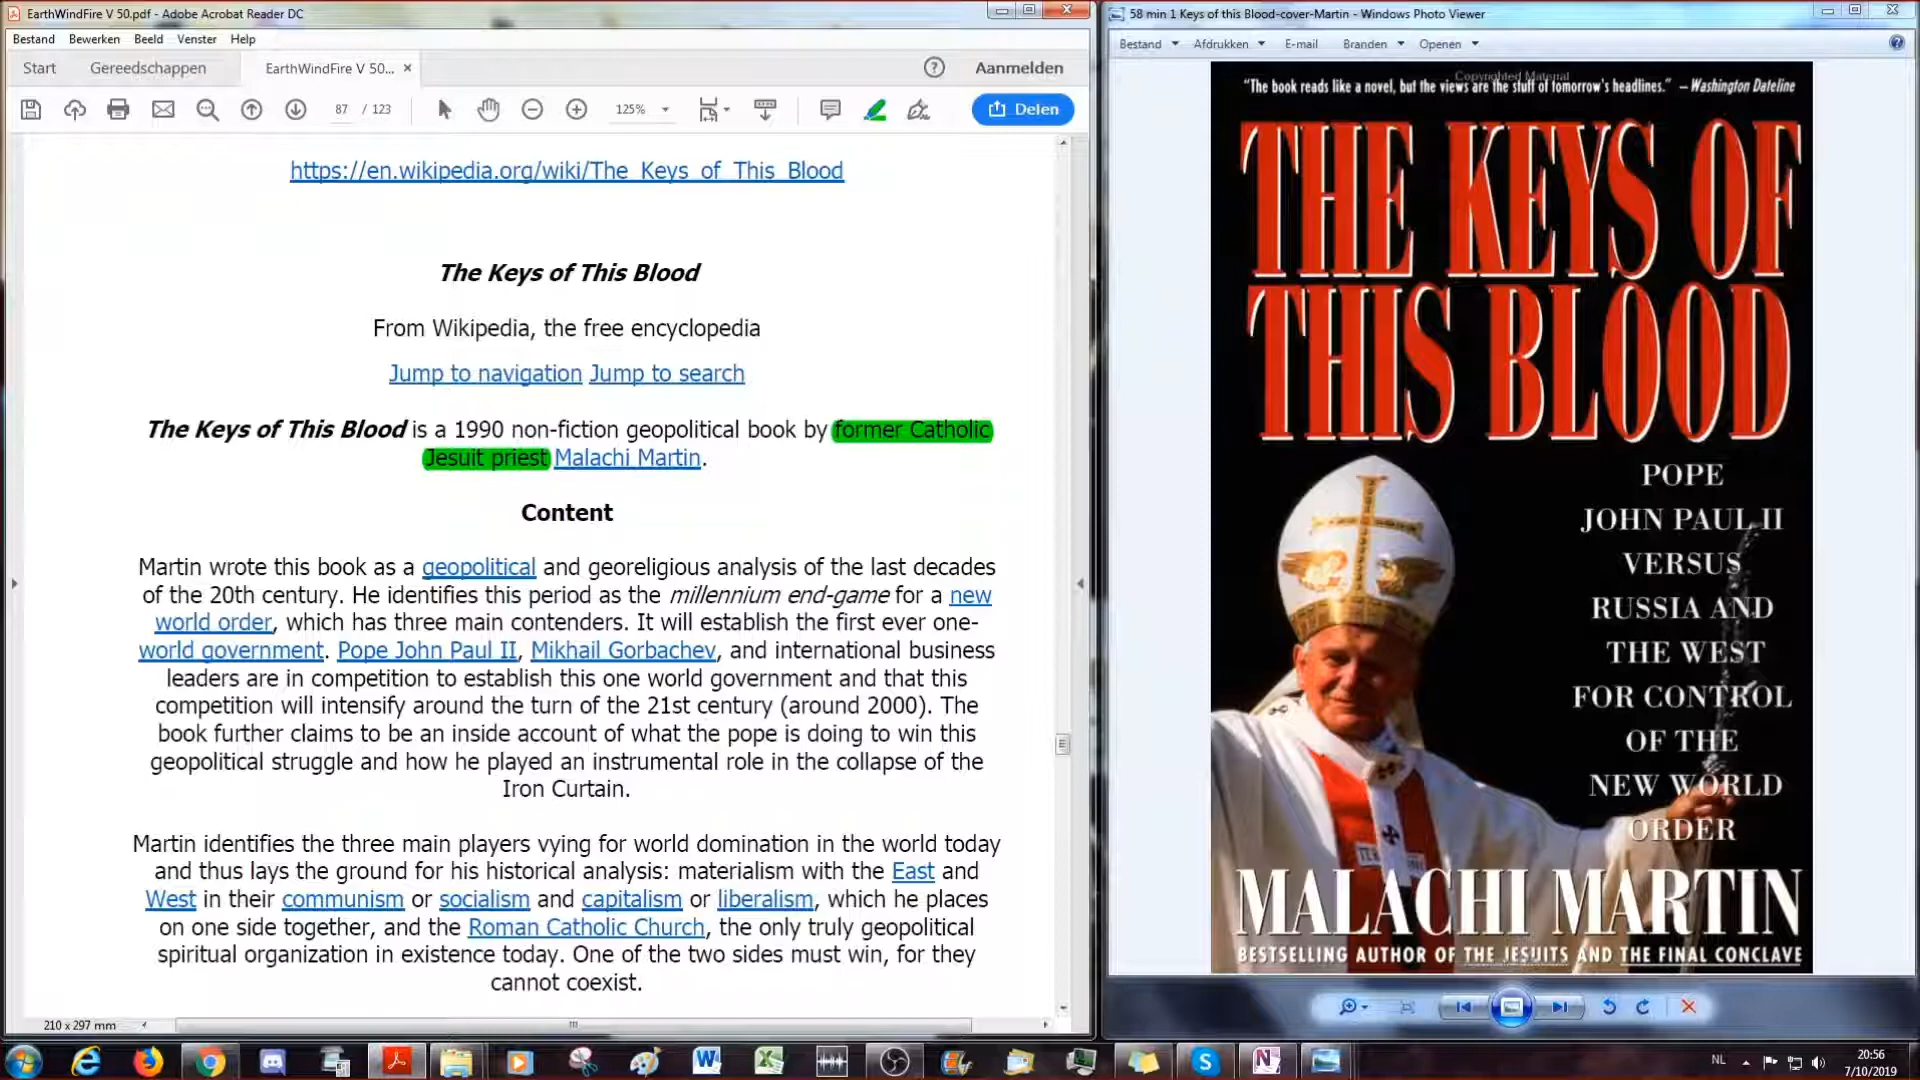 EarthWindFire V 50.pdf - Adobe Acrobat Reader DC
Bestand Bewerken Beeld Venster Help
Start Gereedschappen EarthWindFire V 50... × Aanmelden
87 / 123 125% Delen
https://en.wikipedia.org/wiki/The_Keys_of_This_Blood
The Keys of This Blood
From Wikipedia, the free encyclopedia
Jump to navigation Jump to search
The Keys of This Blood is a 1990 non-fiction geopolitical book by former Catholic
Jesuit priest Malachi Martin.
Content
Martin wrote this book as a geopolitical and georeligious analysis of the last decades
of the 20th century. He identifies this period as the millennium end-game for a new
world order, which has three main contenders. It will establish the first ever one-
world government. Pope John Paul II, Mikhail Gorbachev, and international business
leaders are in competition to establish this one world government and that this
competition will intensify around the turn of the 21st century (around 2000). The
book further claims to be an inside account of what the pope is doing to win this
geopolitical struggle and how he played an instrumental role in the collapse of the
Iron Curtain.
Martin identifies the three main players vying for world domination in the world today
and thus lays the ground for his historical analysis: materialism with the East and
West in their communism or socialism and capitalism or liberalism, which he places
on one side together, and the Roman Catholic Church, the only truly geopolitical
spiritual organization in existence today. One of the two sides must win, for they
cannot coexist.
210 x 297 mm
58 min 1 Keys of this Blood-cover-Martin - Windows Photo Viewer
Bestand Afdrukken E-mail Branden Openen
Copyrighted Material
"The book reads like a novel, but the views are the stuff of tomorrow's headlines." — Washington Dateline
THE KEYS OF
THIS BLOOD
POPE
JOHN PAUL II
VERSUS
RUSSIA AND
THE WEST
FOR CONTROL
OF THE
NEW WORLD
ORDER
MALACHI MARTIN
BESTSELLING AUTHOR OF THE JESUITS AND THE FINAL CONCLAVE
NL 20:56
7/10/2019